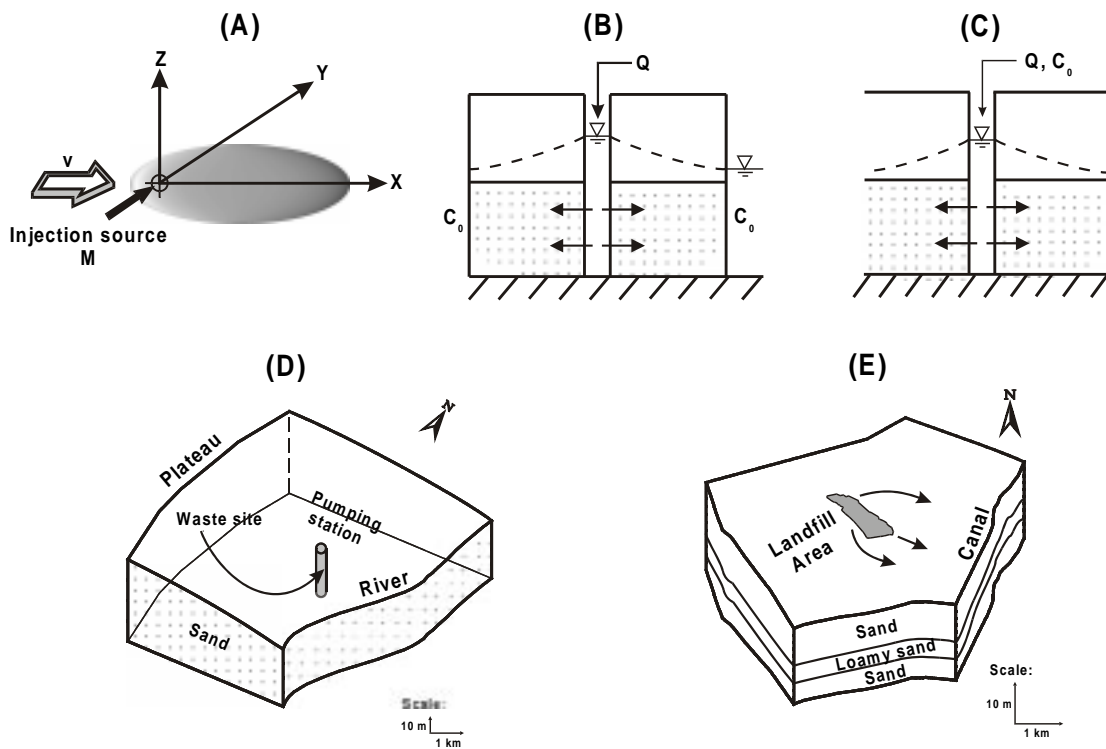 (A)
Z
Y
V
X
Injection source
M
(B)
Q
C₀
C₀
(C)
Q, C₀
(D)
N
Plateau
Waste site
Pumping
station
River
Sand
Scale:
10 m
1 km
(E)
N
Landfill
Area
Canal
Sand
Loamy sand
Sand
Scale:
10 m
1 km